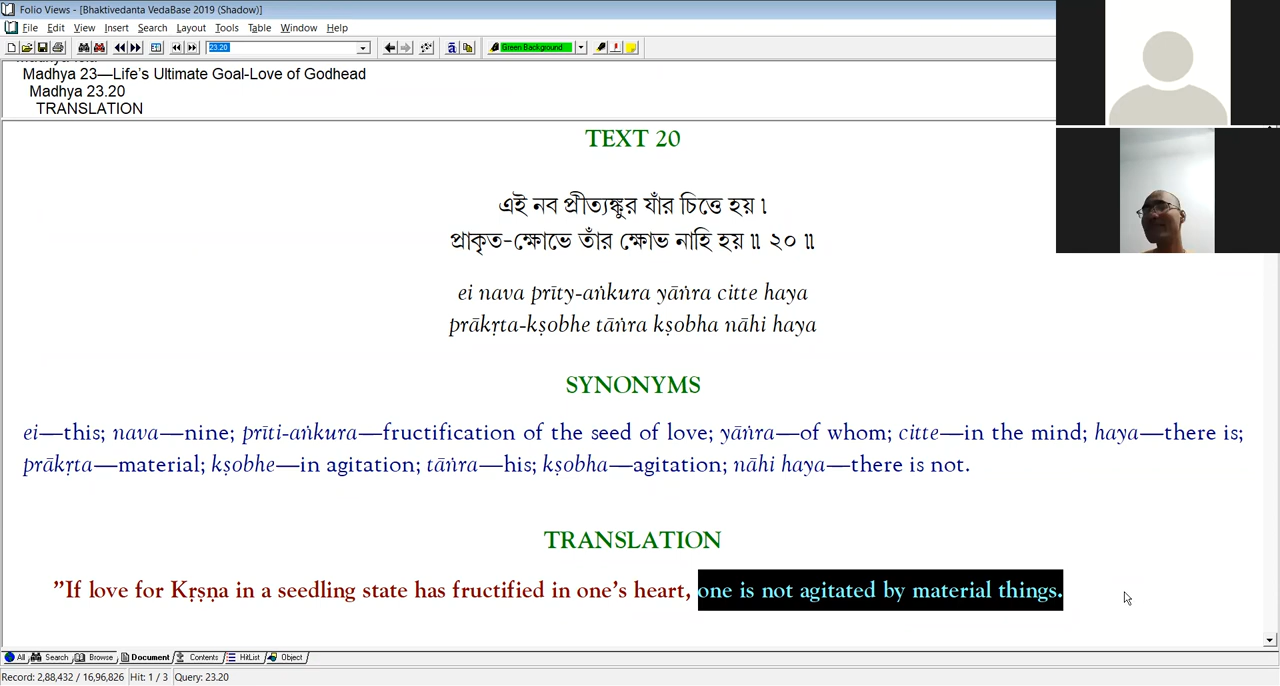 Folio Views - [Bhaktivedanta VedaBase 2019 (Shadow)]
File Edit View Insert Search Layout Tools Table Window Help
23.20 Green Background
Madhya 23—Life's Ultimate Goal-Love of Godhead
Madhya 23.20
TRANSLATION
TEXT 20
এই নব প্রীত্যঙ্কুর যাঁর চিত্তে হয় ৷
প্রাকৃত-ক্ষোভে তাঁর ক্ষোভ নাহি হয় ৷৷ ২০ ৷৷
ei nava prīty-aṅkura yāṅra citte haya
prākṛta-kṣobhe tāṅra kṣobha nāhi haya
SYNONYMS
ei—this; nava—nine; prīti-aṅkura—fructification of the seed of love; yāṅra—of whom; citte—in the mind; haya—there is;
prākṛta—material; kṣobhe—in agitation; tāṅra—his; kṣobha—agitation; nāhi haya—there is not.
TRANSLATION
"If love for Kṛṣṇa in a seedling state has fructified in one's heart, one is not agitated by material things.
All Search Browse Document Contents HitList Object
Record: 2,88,432 / 16,96,826 Hit: 1 / 3 Query: 23.20